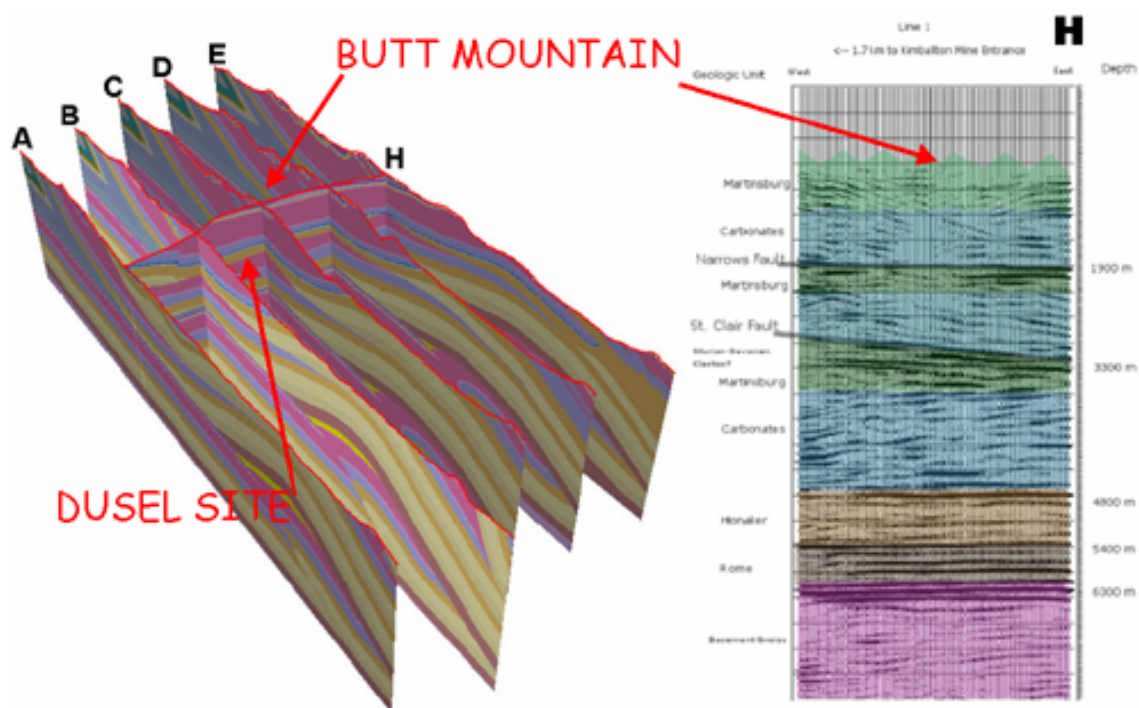 E
D
C
B
A
H
BUTT MOUNTAIN
DUSEL SITE
H
Line 1
<-- 1.7 km to Kimballton Mine Entrance
Geologic Unit
West
East
Depth
Martinsburg
Carbonates
Narrows Fault
1900 m
Martinsburg
St. Clair Fault
3300 m
Martinsburg
Carbonates
4800 m
5400 m
Rome
6000 m